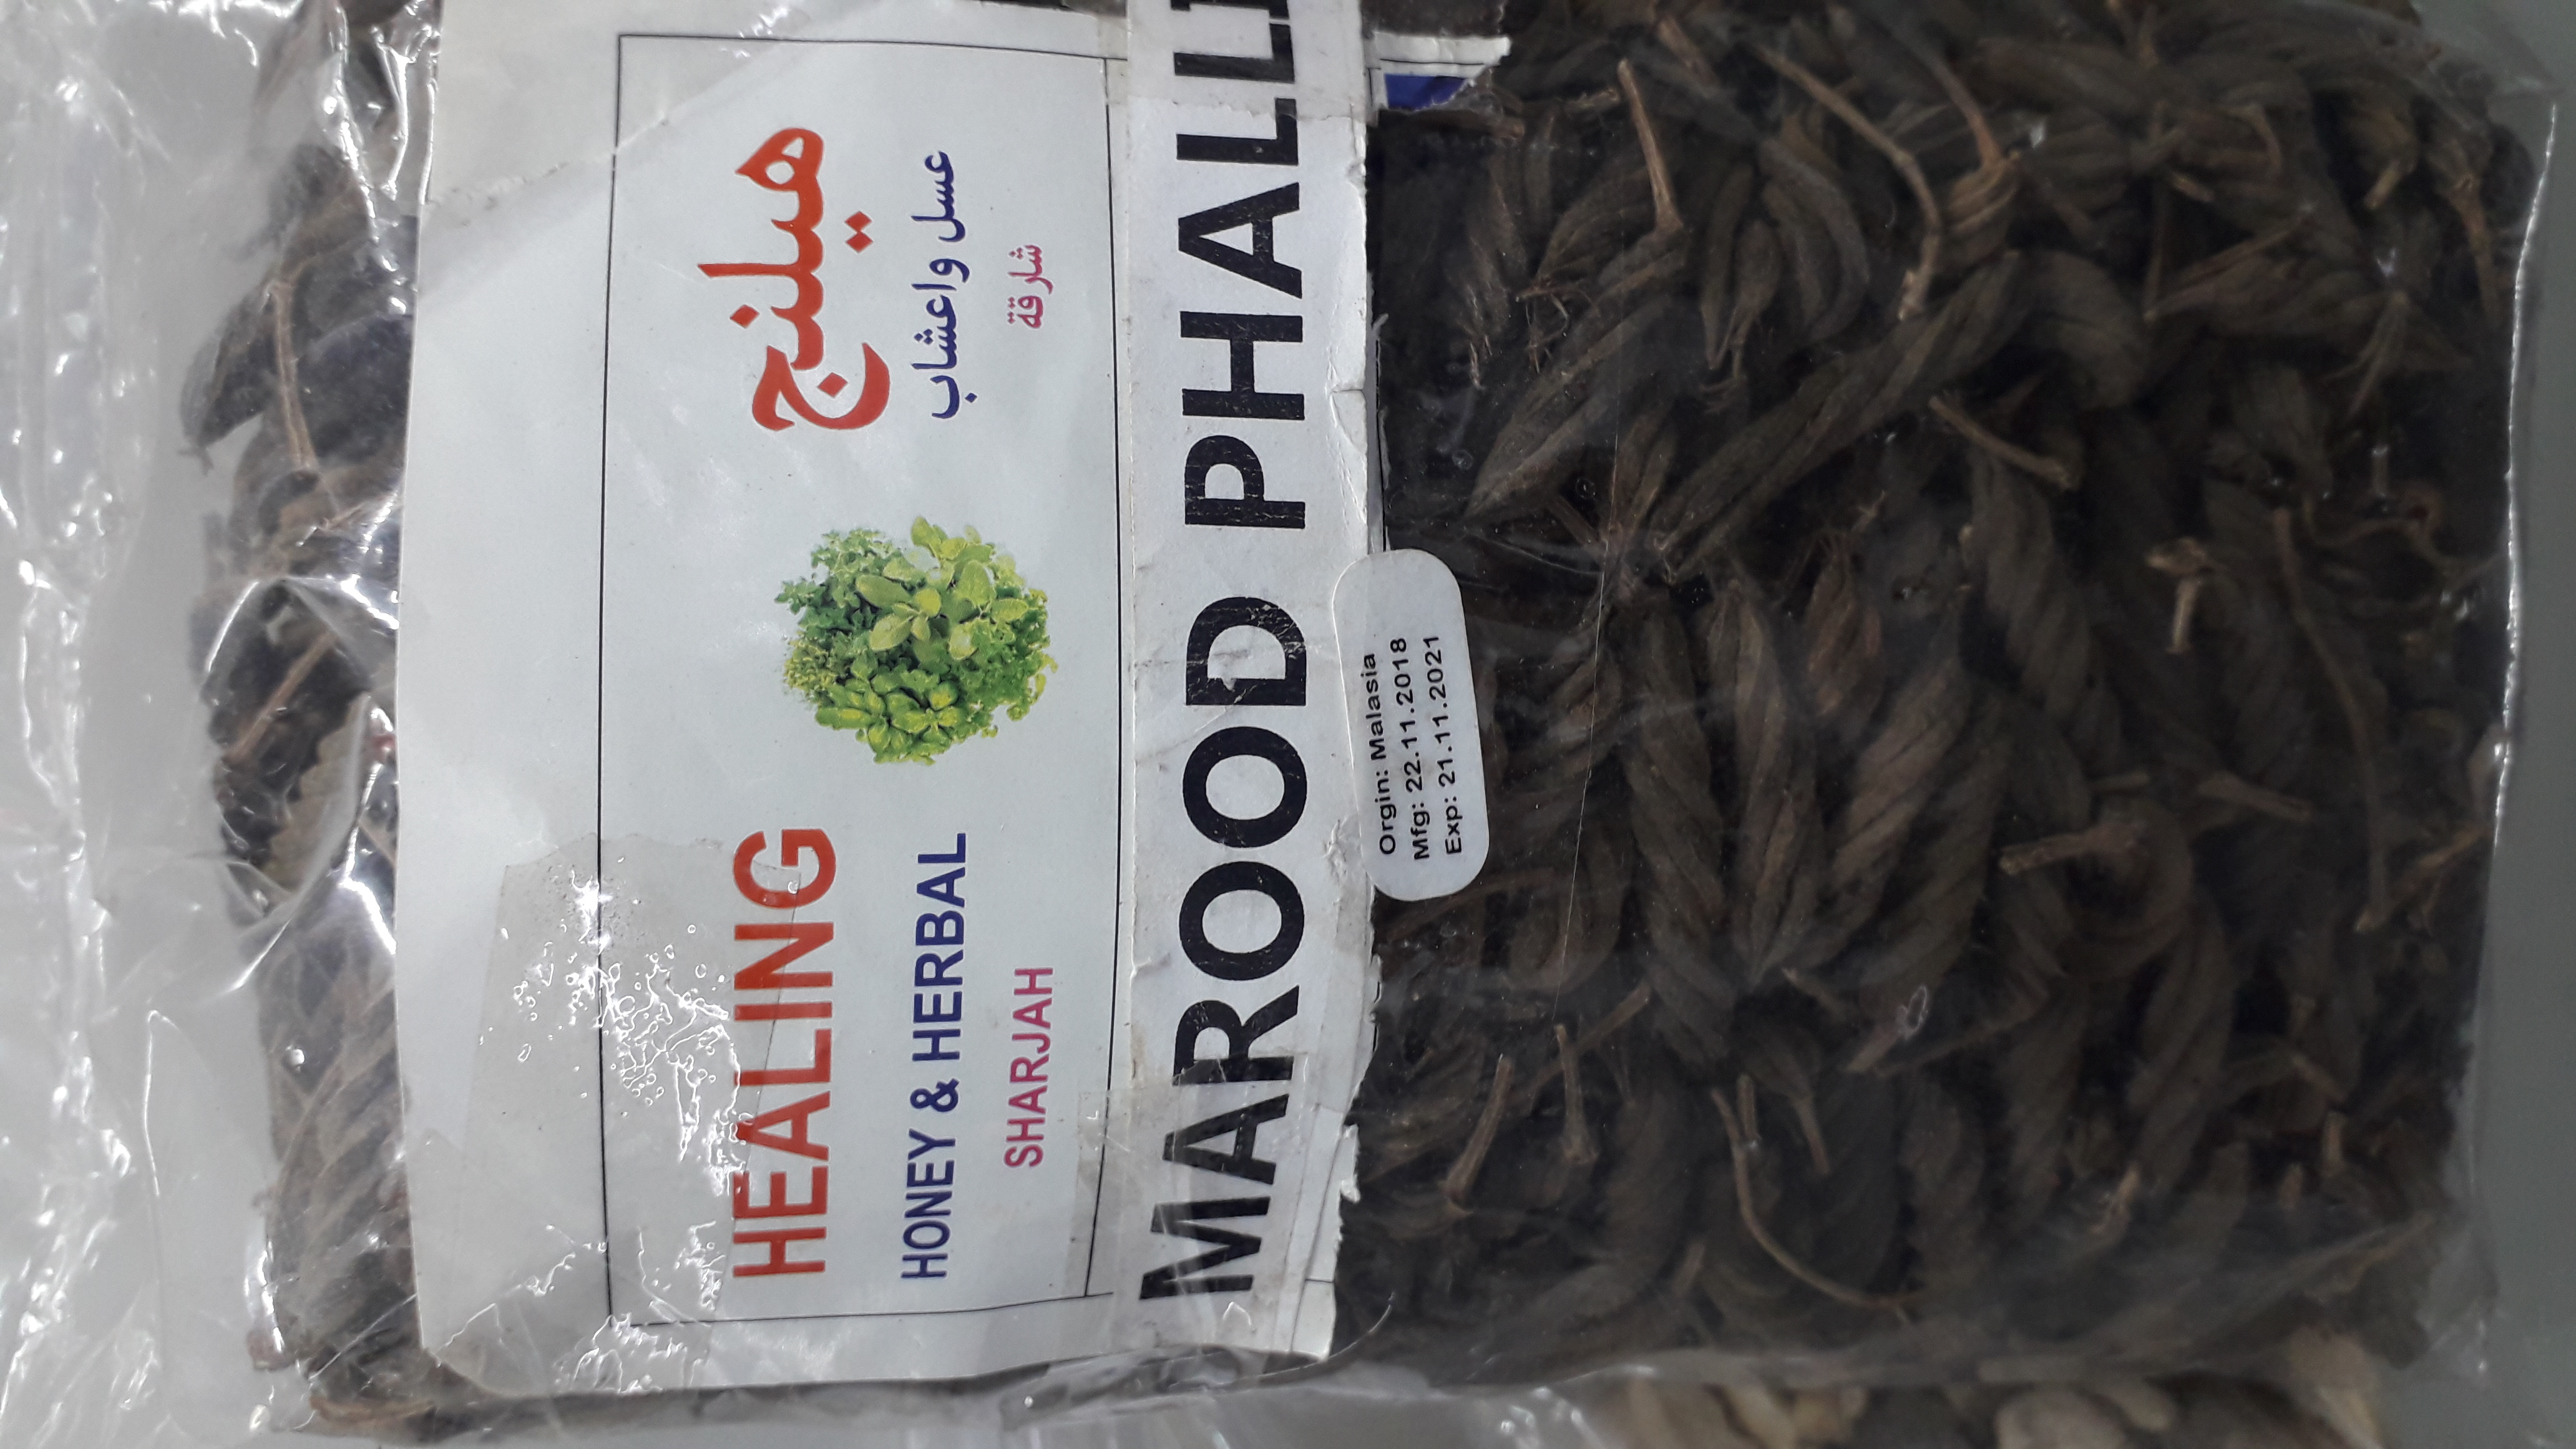 HEALING
HONEY & HERBAL
SHARJAH
هيلنج
عسل واعشاب
شارقة
MAROOD PHALLI
Orgin: Malasia
Mfg: 22.11.2018
Exp: 21.11.2021